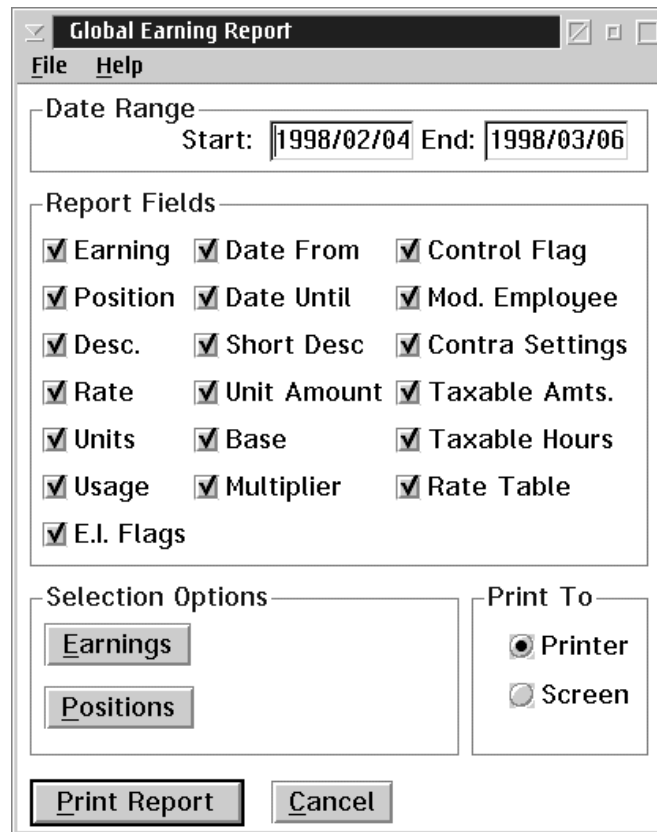 Global Earning Report
File Help
Date Range
Start: 1998/02/04 End: 1998/03/06
Report Fields
Earning Date From Control Flag
Position Date Until Mod. Employee
Desc. Short Desc Contra Settings
Rate Unit Amount Taxable Amts.
Units Base Taxable Hours
Usage Multiplier Rate Table
E.I. Flags
Selection Options Print To
Earnings Printer
Positions Screen
Print Report Cancel